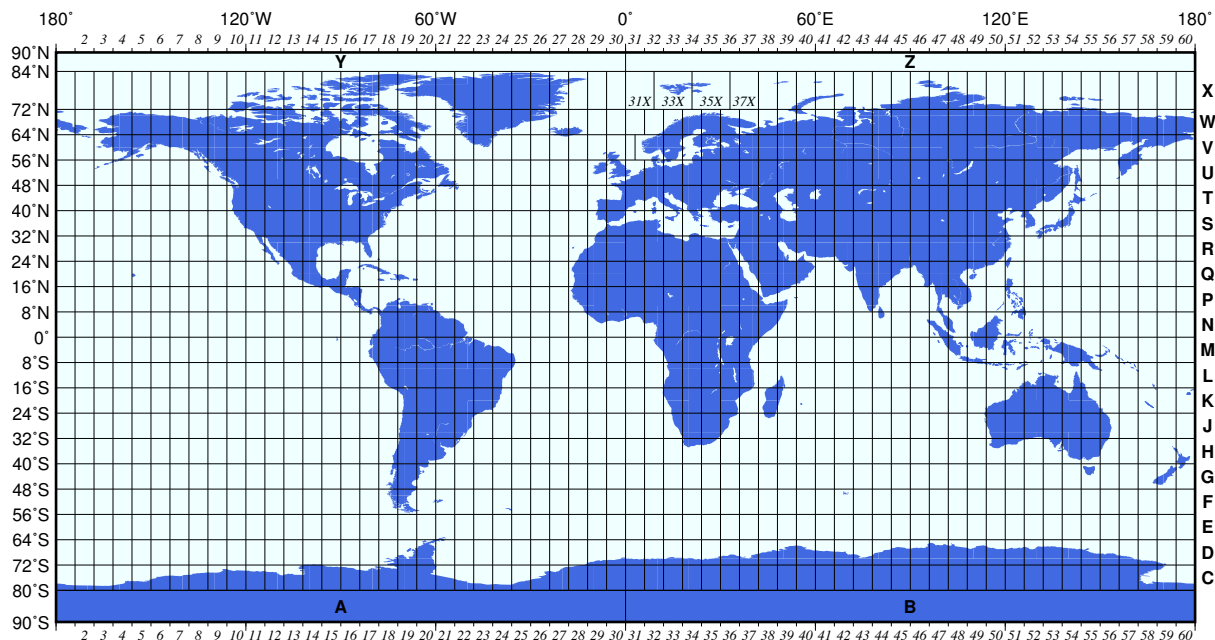 180˚ 120˚W 60˚W 0˚ 60˚E 120˚E 180˚
2 3 4 5 6 7 8 9 10 11 12 13 14 15 16 17 18 19 20 21 22 23 24 25 26 27 28 29 30 31 32 33 34 35 36 37 38 39 40 41 42 43 44 45 46 47 48 49 50 51 52 53 54 55 56 57 58 59 60
90˚N
Y Z
84˚N
X
31X 33X 35X 37X
72˚N
W
64˚N
V
56˚N
U
48˚N
T
40˚N
S
32˚N
R
24˚N
Q
16˚N
P
8˚N
N
0˚
M
8˚S
L
16˚S
K
24˚S
J
32˚S
H
40˚S
G
48˚S
F
56˚S
E
64˚S
D
72˚S
C
80˚S
A B
90˚S
2 3 4 5 6 7 8 9 10 11 12 13 14 15 16 17 18 19 20 21 22 23 24 25 26 27 28 29 30 31 32 33 34 35 36 37 38 39 40 41 42 43 44 45 46 47 48 49 50 51 52 53 54 55 56 57 58 59 60